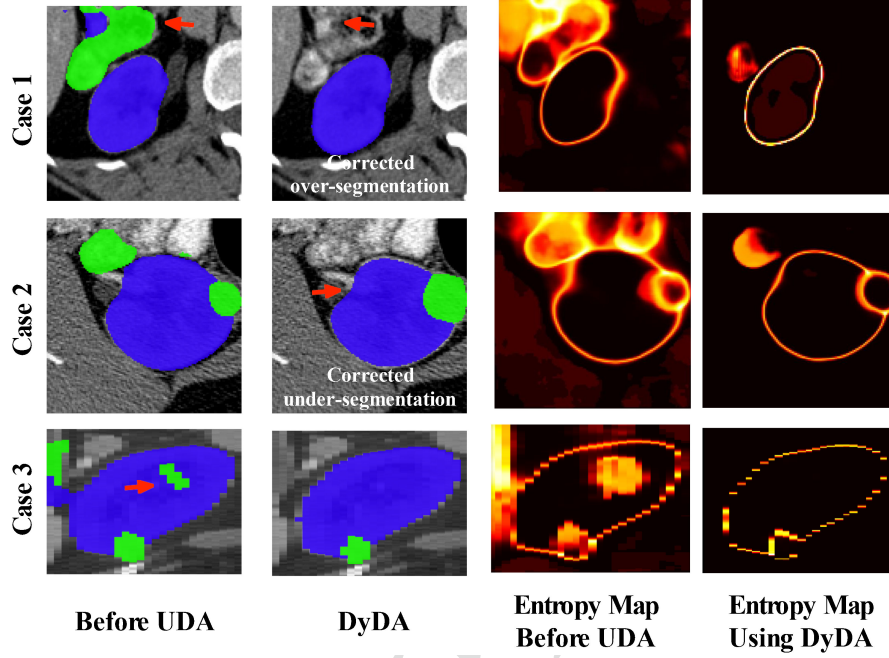 Case 1
Corrected
over-segmentation
Case 2
Corrected
under-segmentation
Case 3
Before UDA
DyDA
Entropy Map
Before UDA
Entropy Map
Using DyDA